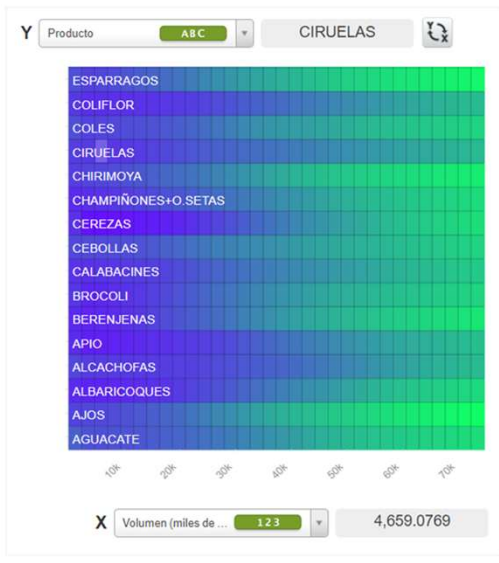 Y Producto ABC CIRUELAS
ESPARRAGOS
COLIFLOR
COLES
CIRUELAS
CHIRIMOYA
CHAMPIÑONES+O.SETAS
CEREZAS
CEBOLLAS
CALABACINES
BROCOLI
BERENJENAS
APIO
ALCACHOFAS
ALBARICOQUES
AJOS
AGUACATE
10k 20k 30k 40k 50k 60k 70k
X Volumen (miles de ... 123 4,659.0769